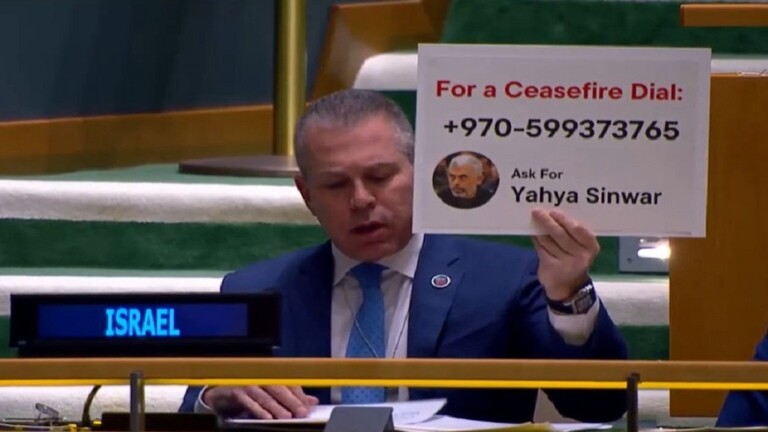 For a Ceasefire Dial:
+970-599373765
Ask For
Yahya Sinwar
ISRAEL